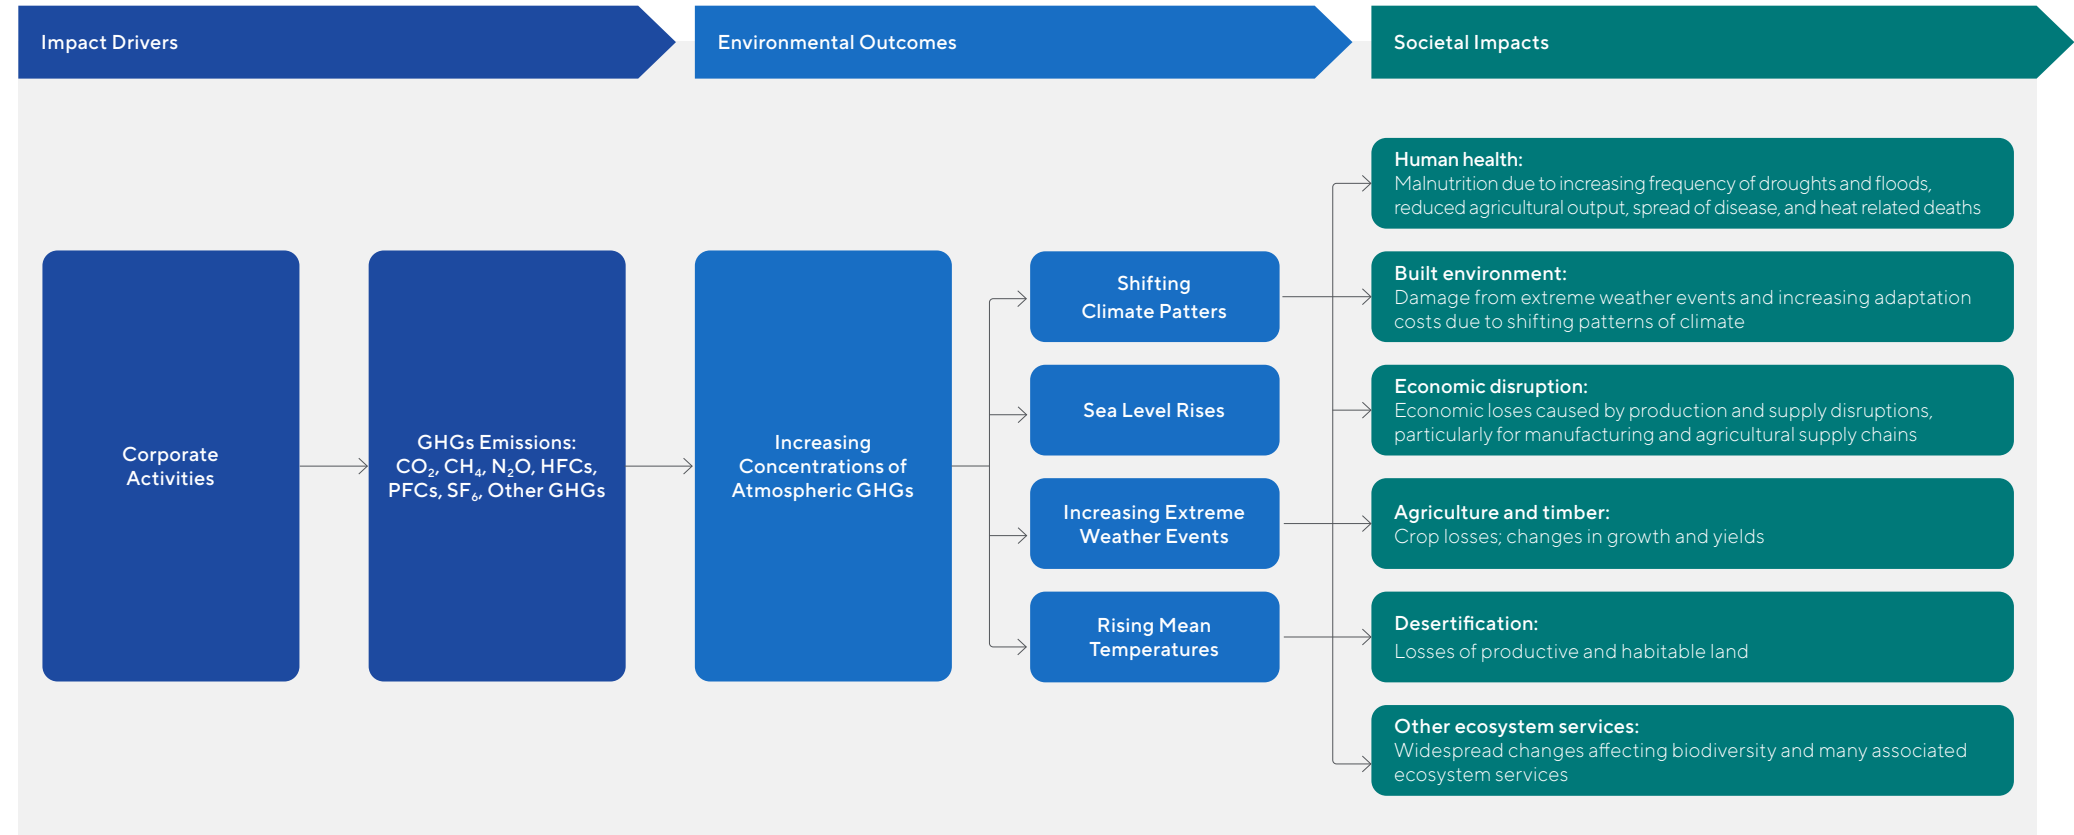 Impact Drivers
Environmental Outcomes
Societal Impacts
Corporate
Activities
GHGs Emissions:
CO₂, CH₄, N₂O, HFCs,
PFCs, SF₆, Other GHGs
Increasing
Concentrations of
Atmospheric GHGs
Shifting
Climate Patters
Sea Level Rises
Increasing Extreme
Weather Events
Rising Mean
Temperatures
Human health:
Malnutrition due to increasing frequency of droughts and floods,
reduced agricultural output, spread of disease, and heat related deaths
Built environment:
Damage from extreme weather events and increasing adaptation
costs due to shifting patterns of climate
Economic disruption:
Economic loses caused by production and supply disruptions,
particularly for manufacturing and agricultural supply chains
Agriculture and timber:
Crop losses; changes in growth and yields
Desertification:
Losses of productive and habitable land
Other ecosystem services:
Widespread changes affecting biodiversity and many associated
ecosystem services